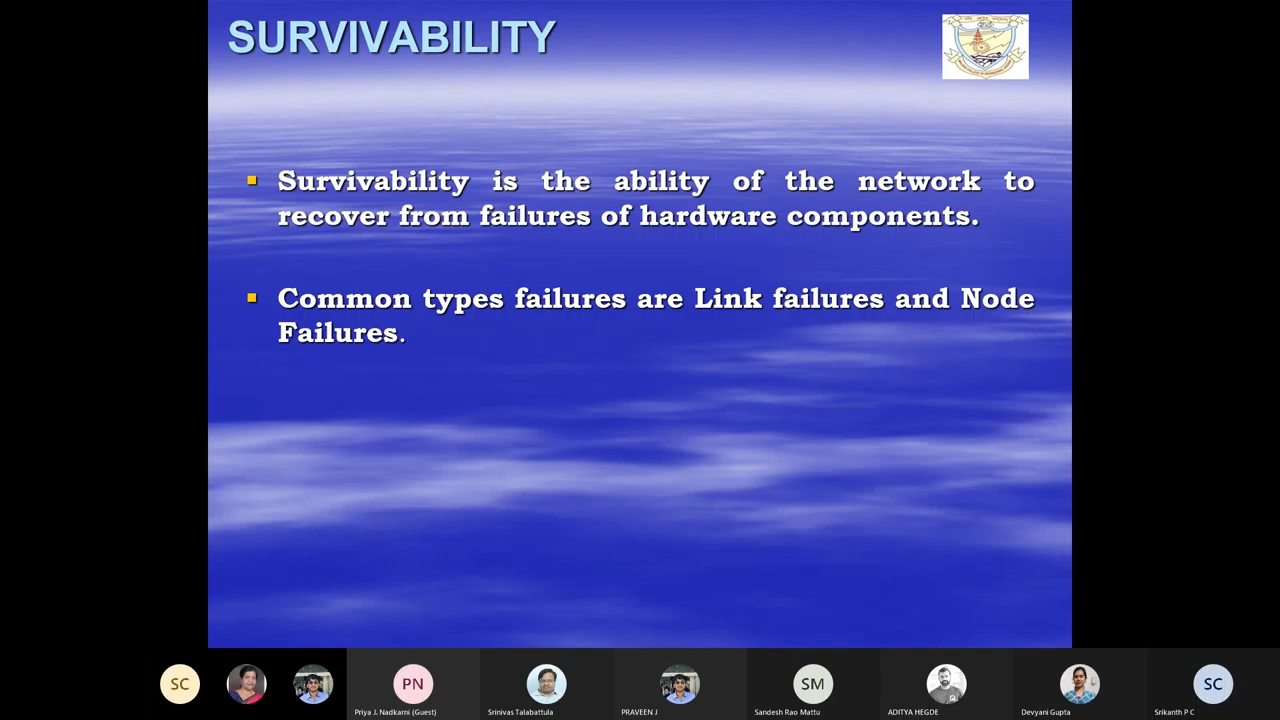 SURVIVABILITY
Survivability is the ability of the network to
recover from failures of hardware components.
Common types failures are Link failures and Node
Failures.
SC
PN
SM
SC
Priya J. Nadkarni (Guest)
Srinivas Talabattula
PRAVEEN J
Sandesh Rao Mattu
ADITYA HEGDE
Devyani Gupta
Srikanth P C